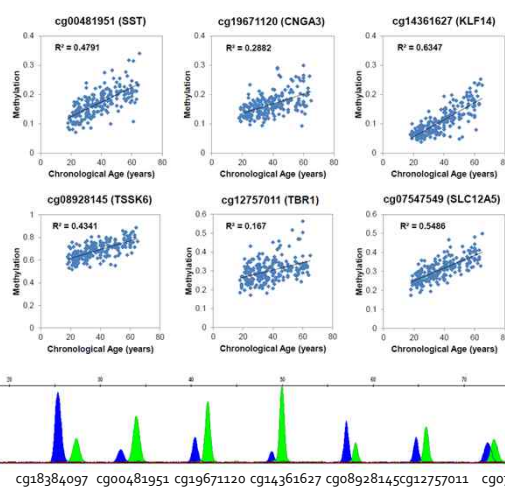 cg00481951 (SST) cg19671120 (CNGA3) cg14361627 (KLF14)
0.4 0.4 0.4
R² = 0.4791 R² = 0.2882 R² = 0.6347
0.3 0.3 0.3
Methylation Methylation Methylation
0.2 0.2 0.2
0.1 0.1 0.1
0 0 0
0 20 40 60 80 0 20 40 60 80 0 20 40 60 80
Chronological Age (years) Chronological Age (years) Chronological Age (years)
cg08928145 (TSSK6) cg12757011 (TBR1) cg07547549 (SLC12A5)
1 0.6 0.6
R² = 0.4341 R² = 0.167 R² = 0.5486
0.8 0.5 0.5
0.6 0.4 0.4
Methylation Methylation Methylation
0.4 0.3 0.3
0.2 0.2 0.2
0.1 0.1
0 0 0
0 20 40 60 80 0 20 40 60 80 0 20 40 60 80
Chronological Age (years) Chronological Age (years) Chronological Age (years)
20 30 40 50 60 70
cg18384097 cg00481951 cg19671120 cg14361627 cg08928145 cg12757011 cg0